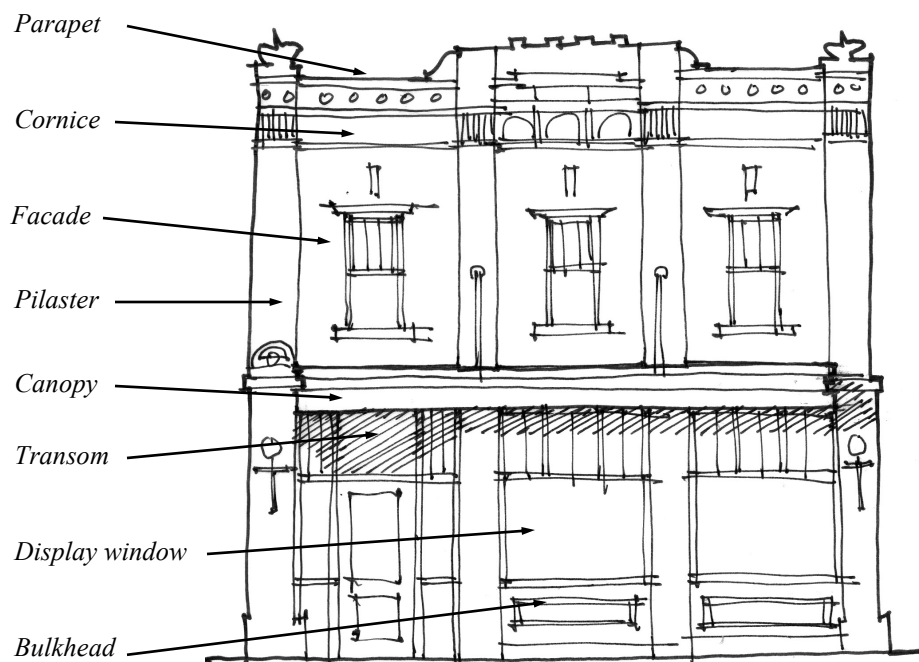 Parapet
Cornice
Facade
Pilaster
Canopy
Transom
Display window
Bulkhead